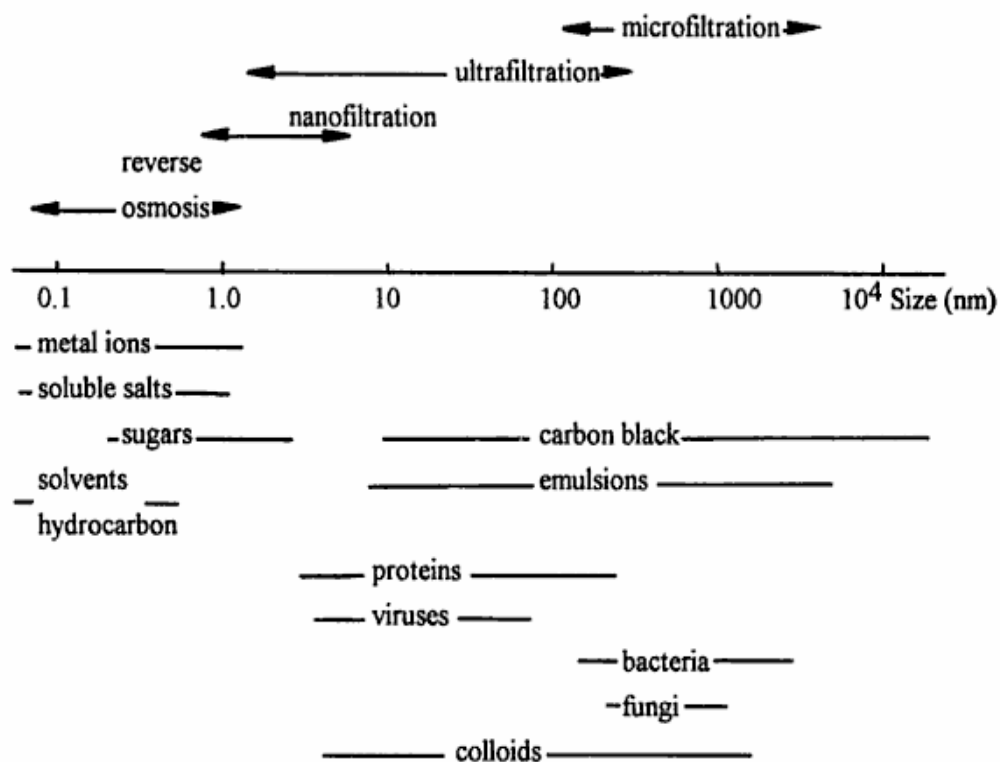 microfiltration
ultrafiltration
nanofiltration
reverse
osmosis
0.1 1.0 10 100 1000 10⁴ Size (nm)
metal ions
soluble salts
sugars carbon black
solvents emulsions
hydrocarbon
proteins
viruses
bacteria
fungi
colloids